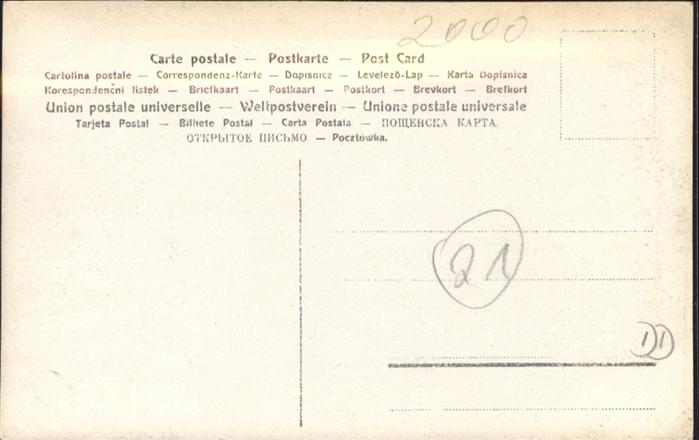 2000
Carte postale — Postkarte — Post Card
Cartolina postale — Correspondenz-Karte — Dopisnice — Levelező-Lap — Karta Dopisnica
Korespondenční lístek — Briefkaart — Postkaart — Postkort — Brevkort — Brefkort
Union postale universelle — Weltpostverein — Unione postale universale
Tarjeta Postal — Bilhete Postal — Carta Postala — ПОЩЕНСКА КАРТА
ОТКРЫТОЕ ПИСЬМО — Pocztówka.
21